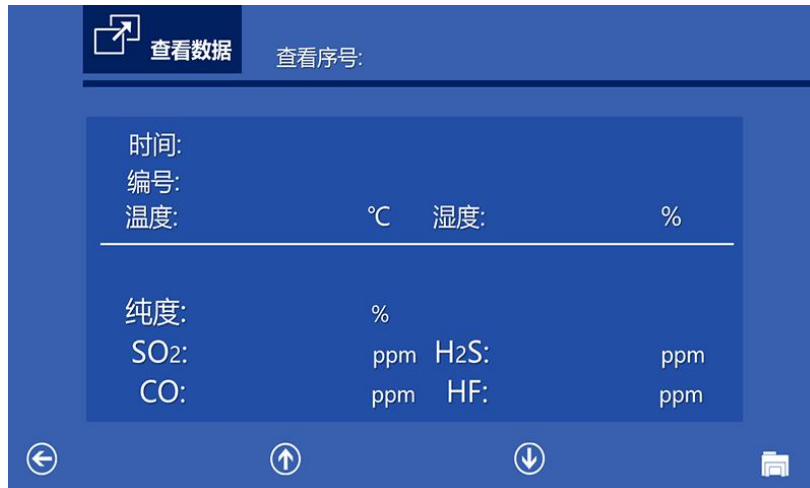 查看数据 查看序号:
时间:
编号:
温度: ℃ 湿度: %
纯度: %
SO2: ppm H2S: ppm
CO: ppm HF: ppm